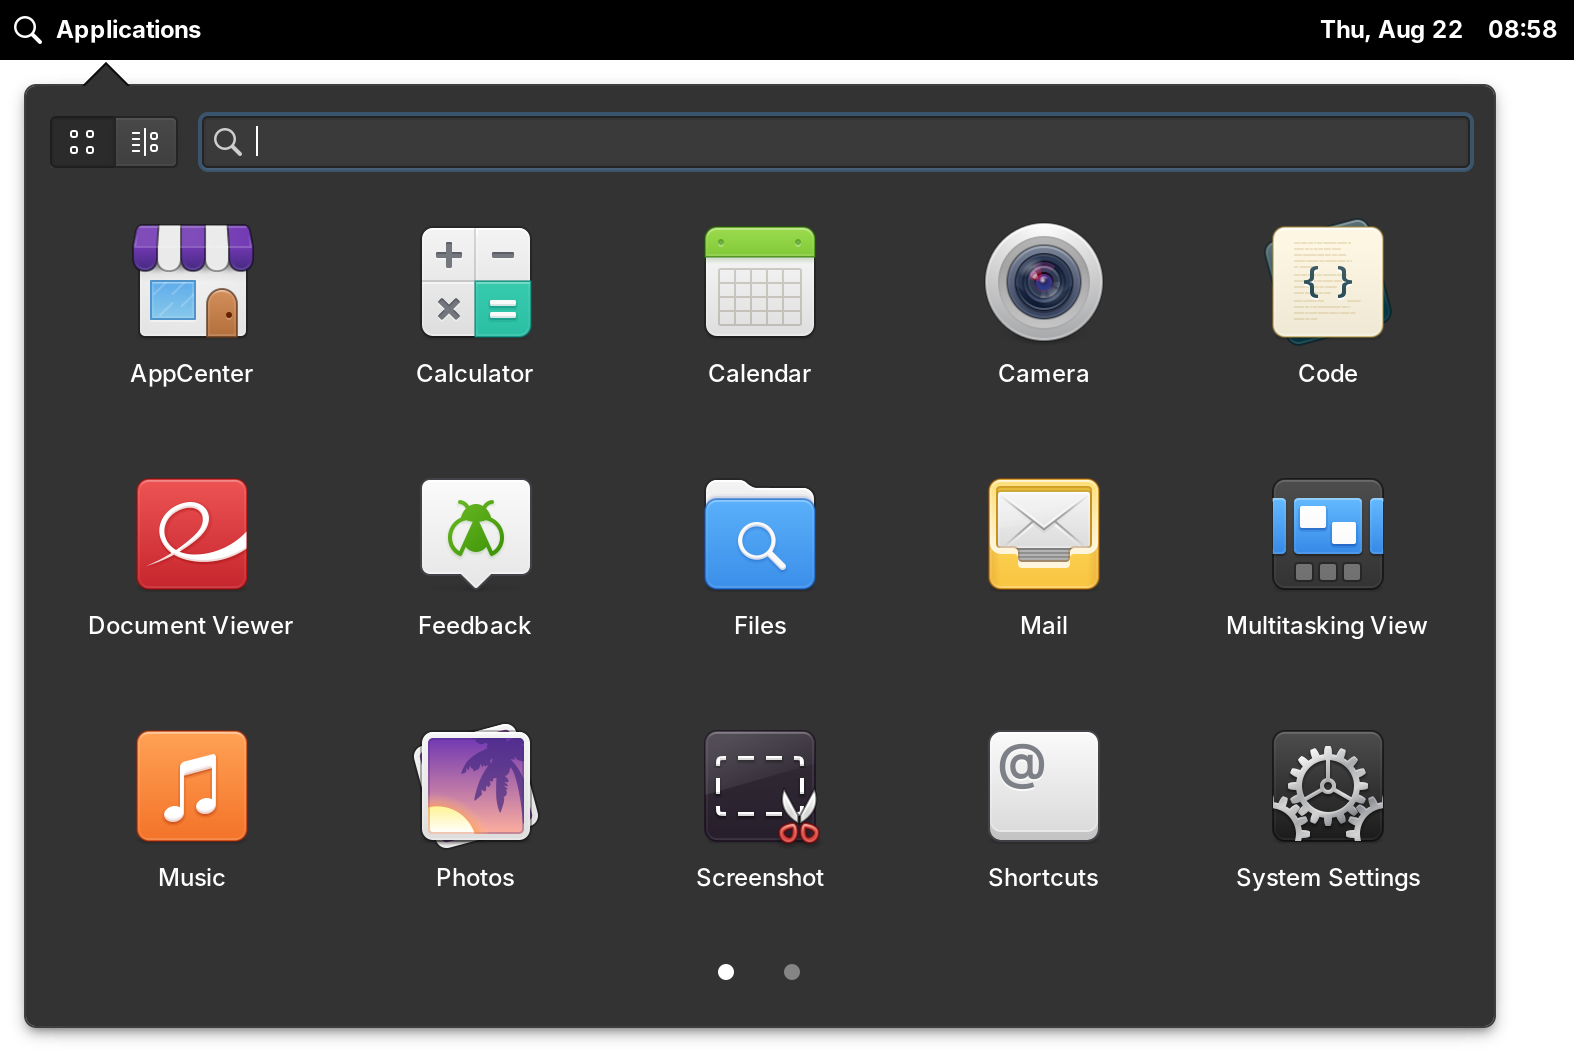 Applications
Thu, Aug 22 08:58
AppCenter
Calculator
Calendar
Camera
Code
Document Viewer
Feedback
Files
Mail
Multitasking View
Music
Photos
Screenshot
@
Shortcuts
System Settings